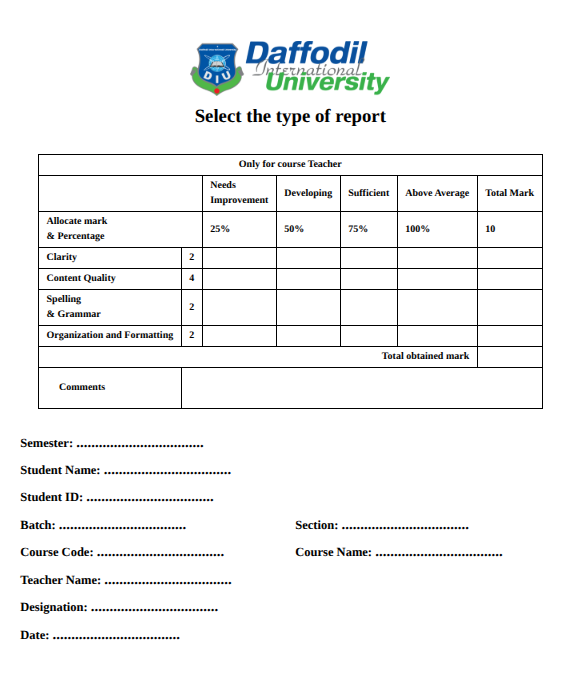 DIU
Daffodil
International
University
Select the type of report
Only for course Teacher
Needs
Improvement
Developing
Sufficient
Above Average
Total Mark
Allocate mark
& Percentage
25%
50%
75%
100%
10
Clarity 2
Content Quality 4
Spelling
& Grammar
2
Organization and Formatting 2
Total obtained mark
Comments
Semester: ..................................
Student Name: ..................................
Student ID: ..................................
Batch: .................................. Section: ..................................
Course Code: .................................. Course Name: ..................................
Teacher Name: ..................................
Designation: ..................................
Date: ..................................